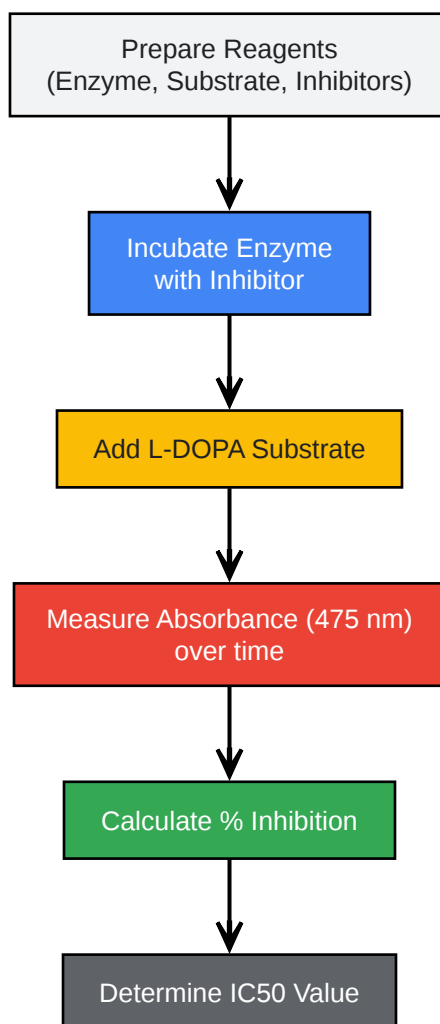 Prepare Reagents
(Enzyme, Substrate, Inhibitors)
Incubate Enzyme
with Inhibitor
Add L-DOPA Substrate
Measure Absorbance (475 nm)
over time
Calculate % Inhibition
Determine IC50 Value